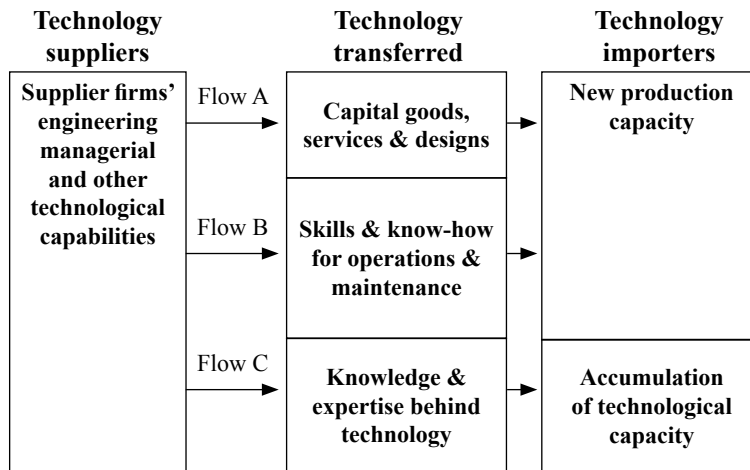 Technology
suppliers
Technology
transferred
Technology
importers
Supplier firms’
engineering
managerial
and other
technological
capabilities
Flow A
Capital goods,
services & designs
New production
capacity
Flow B
Skills & know-how
for operations &
maintenance
Flow C
Knowledge &
expertise behind
technology
Accumulation
of technological
capacity